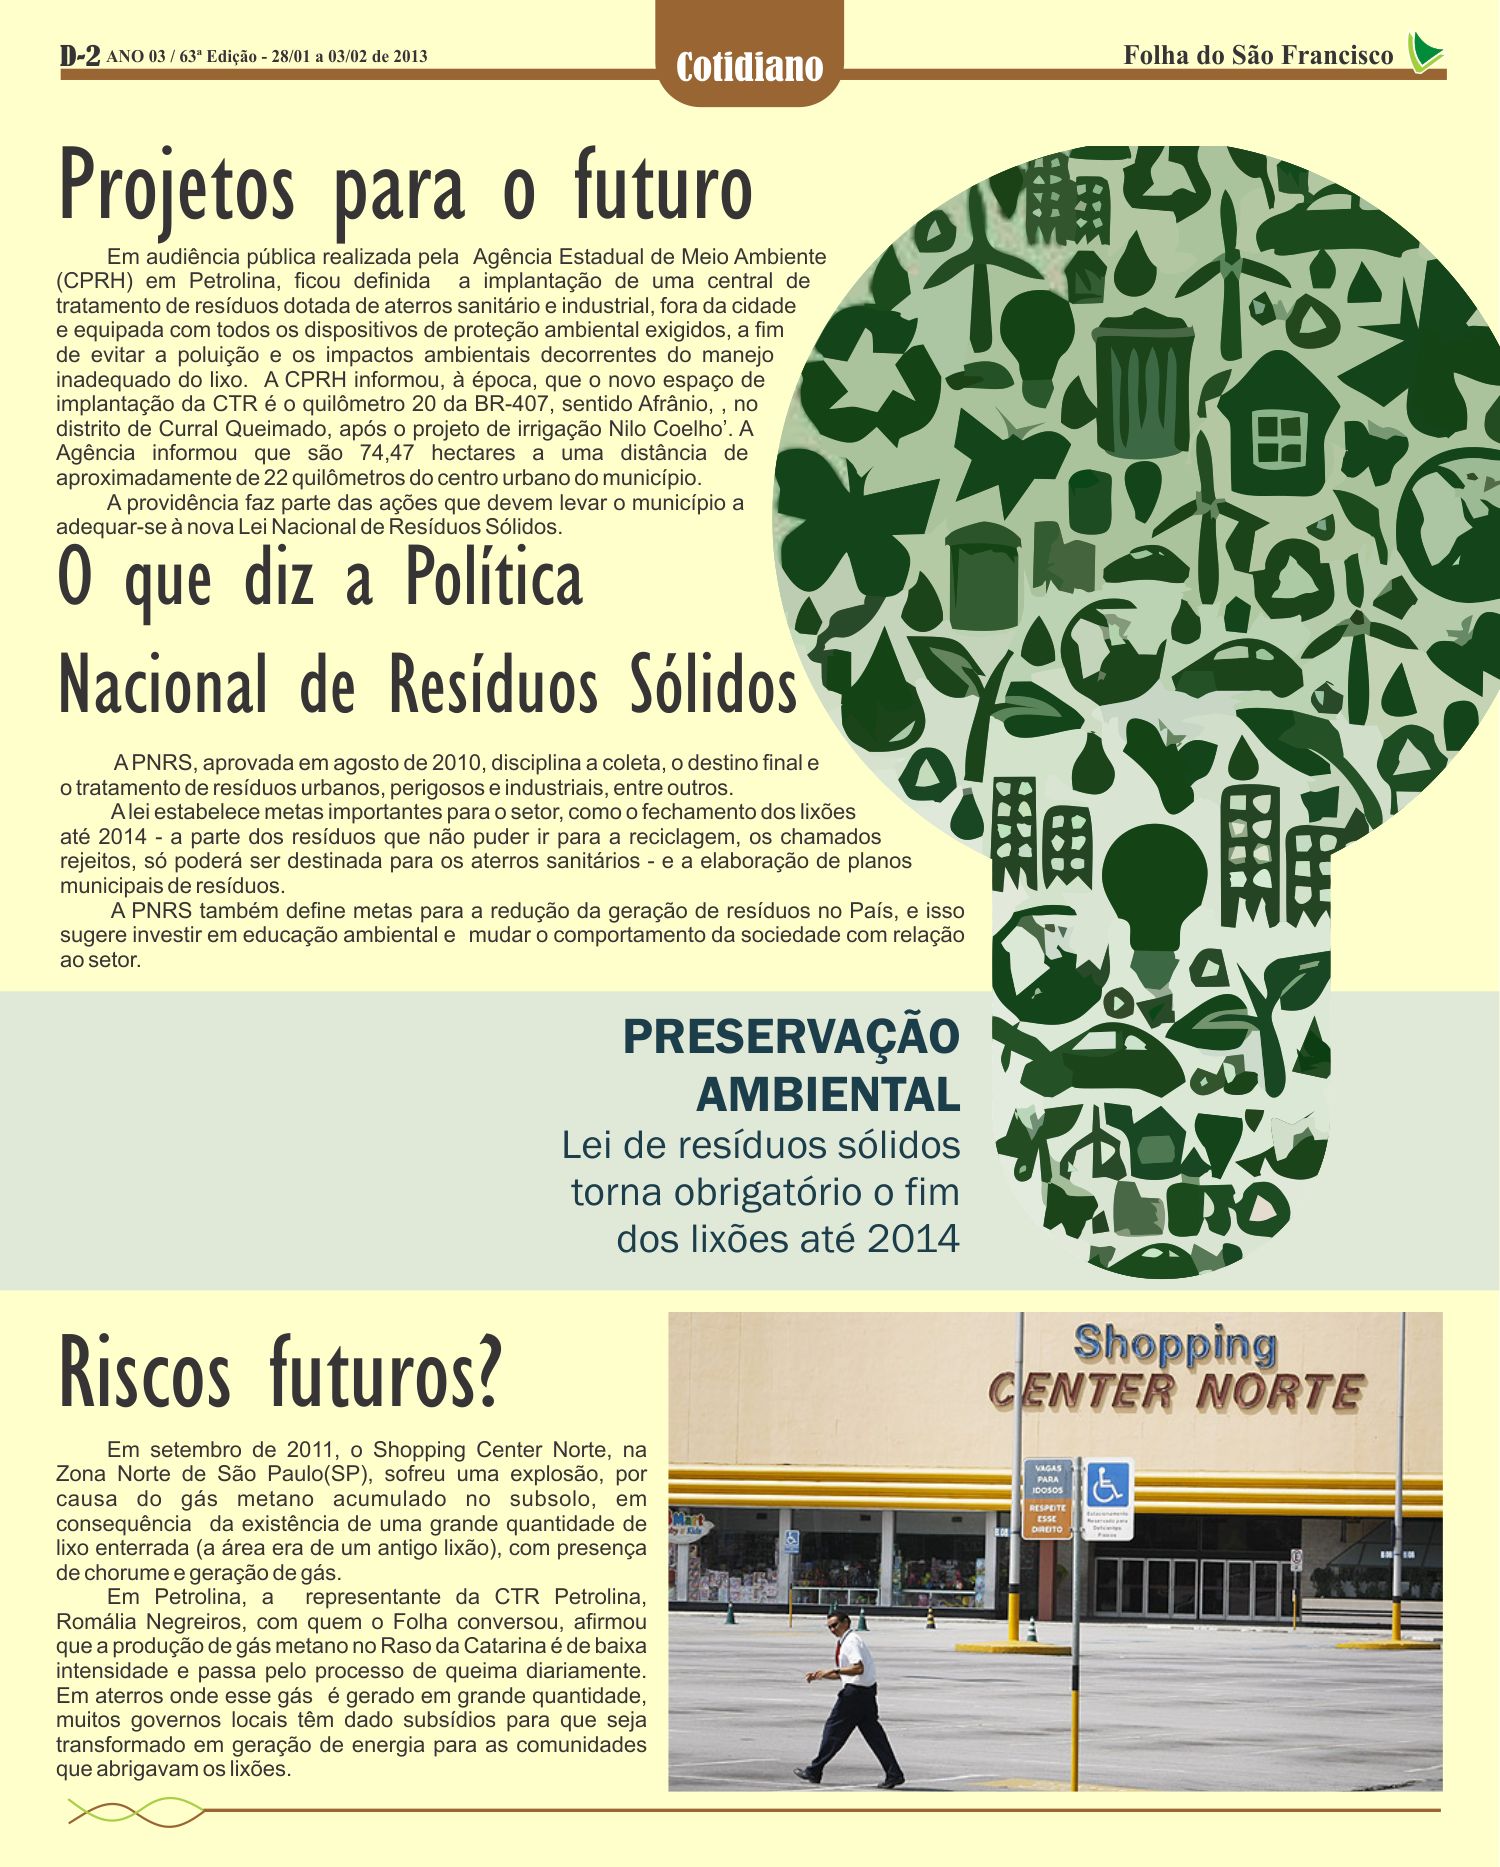 D-2 ANO 03 / 63ª Edição - 28/01 a 03/02 de 2013
Cotidiano
Folha do São Francisco
Projetos para o futuro
Em audiência pública realizada pela Agência Estadual de Meio Ambiente
(CPRH) em Petrolina, ficou definida a implantação de uma central de
tratamento de resíduos dotada de aterros sanitário e industrial, fora da cidade
e equipada com todos os dispositivos de proteção ambiental exigidos, a fim
de evitar a poluição e os impactos ambientais decorrentes do manejo
inadequado do lixo. A CPRH informou, à época, que o novo espaço de
implantação da CTR é o quilômetro 20 da BR-407, sentido Afrânio, , no
distrito de Curral Queimado, após o projeto de irrigação Nilo Coelho’. A
Agência informou que são 74,47 hectares a uma distância de
aproximadamente de 22 quilômetros do centro urbano do município.
A providência faz parte das ações que devem levar o município a
adequar-se à nova Lei Nacional de Resíduos Sólidos.
O que diz a Política
Nacional de Resíduos Sólidos
A PNRS, aprovada em agosto de 2010, disciplina a coleta, o destino final e
o tratamento de resíduos urbanos, perigosos e industriais, entre outros.
A lei estabelece metas importantes para o setor, como o fechamento dos lixões
até 2014 - a parte dos resíduos que não puder ir para a reciclagem, os chamados
rejeitos, só poderá ser destinada para os aterros sanitários - e a elaboração de planos
municipais de resíduos.
A PNRS também define metas para a redução da geração de resíduos no País, e isso
sugere investir em educação ambiental e mudar o comportamento da sociedade com relação
ao setor.
PRESERVAÇÃO
AMBIENTAL
Lei de resíduos sólidos
torna obrigatório o fim
dos lixões até 2014
Riscos futuros?
Em setembro de 2011, o Shopping Center Norte, na
Zona Norte de São Paulo(SP), sofreu uma explosão, por
causa do gás metano acumulado no subsolo, em
consequência da existência de uma grande quantidade de
lixo enterrada (a área era de um antigo lixão), com presença
de chorume e geração de gás.
Em Petrolina, a representante da CTR Petrolina,
Romália Negreiros, com quem o Folha conversou, afirmou
que a produção de gás metano no Raso da Catarina é de baixa
intensidade e passa pelo processo de queima diariamente.
Em aterros onde esse gás é gerado em grande quantidade,
muitos governos locais têm dado subsídios para que seja
transformado em geração de energia para as comunidades
que abrigavam os lixões.
Shopping
CENTER NORTE
VAGAS
PARA
IDOSOS
RESPEITE
ESSE
DIREITO
Estacionamento
Reservado para
Deficientes
Físicos